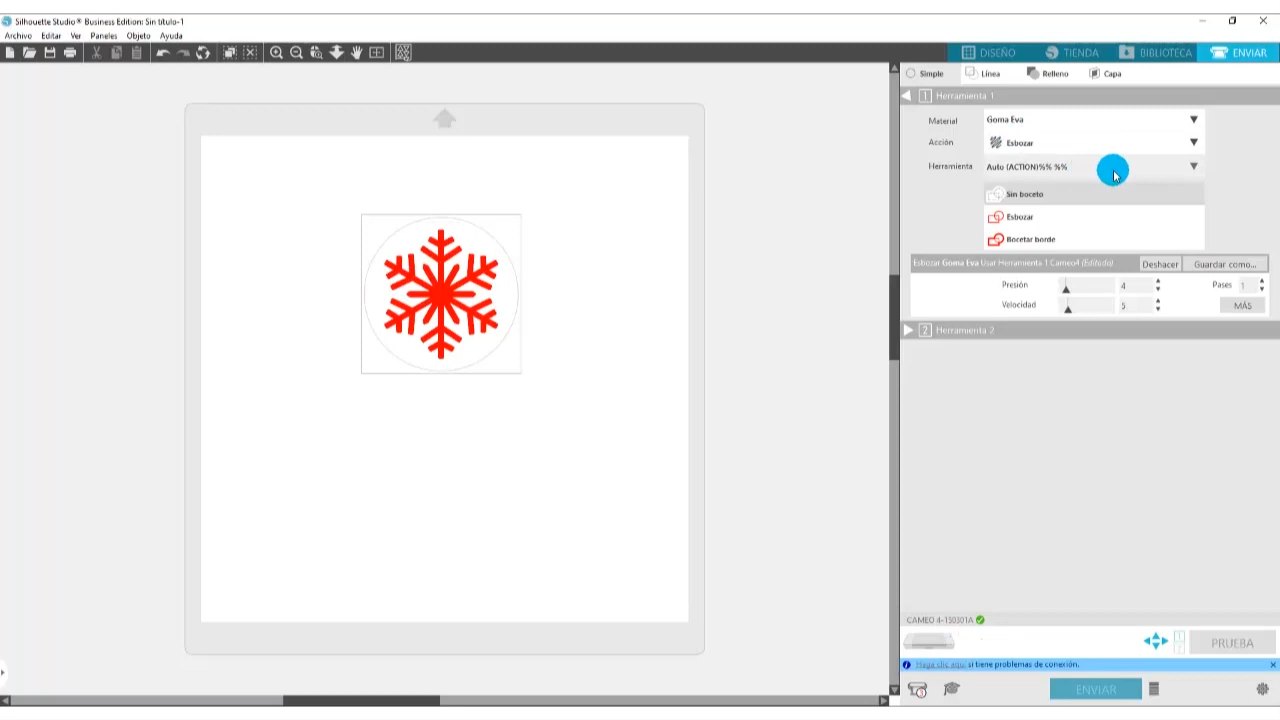 Silhouette Studio® Business Edition: Sin título-1
Archivo Editar Ver Paneles Objeto Ayuda
DISEÑO TIENDA BIBLIOTECA ENVIAR
Simple Línea Relleno Capa
1 Herramienta 1
Material Goma Eva
Acción Esbozar
Herramienta Auto (ACTION)%% %%
Sin boceto
Esbozar
Bocetar borde
Esbozar Goma Eva Usar Herramienta 1 Cameo4 (Editado) Deshacer Guardar como...
Presión 4 Pases 1
Velocidad 5 MÁS
2 Herramienta 2
CAMEO 4-150301A
PRUEBA
Haga clic aquí si tiene problemas de conexión.
ENVIAR